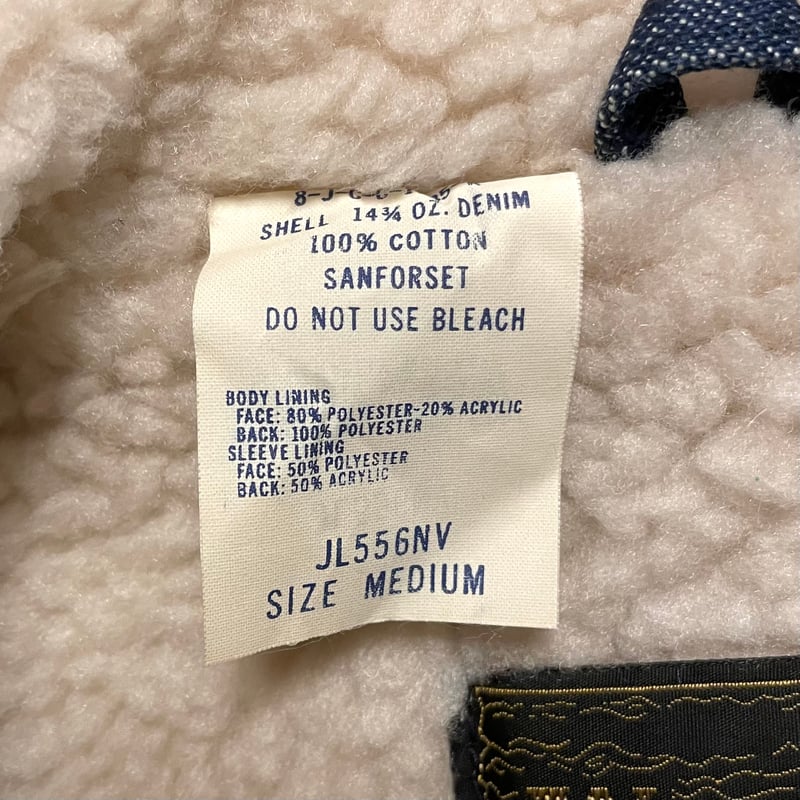 SHELL 14¾ OZ. DENIM
100% COTTON
SANFORSET
DO NOT USE BLEACH
BODY LINING
FACE: 80% POLYESTER-20% ACRYLIC
BACK: 100% POLYESTER
SLEEVE LINING
FACE: 50% POLYESTER
BACK: 50% ACRYLIC
JL556NV
SIZE MEDIUM